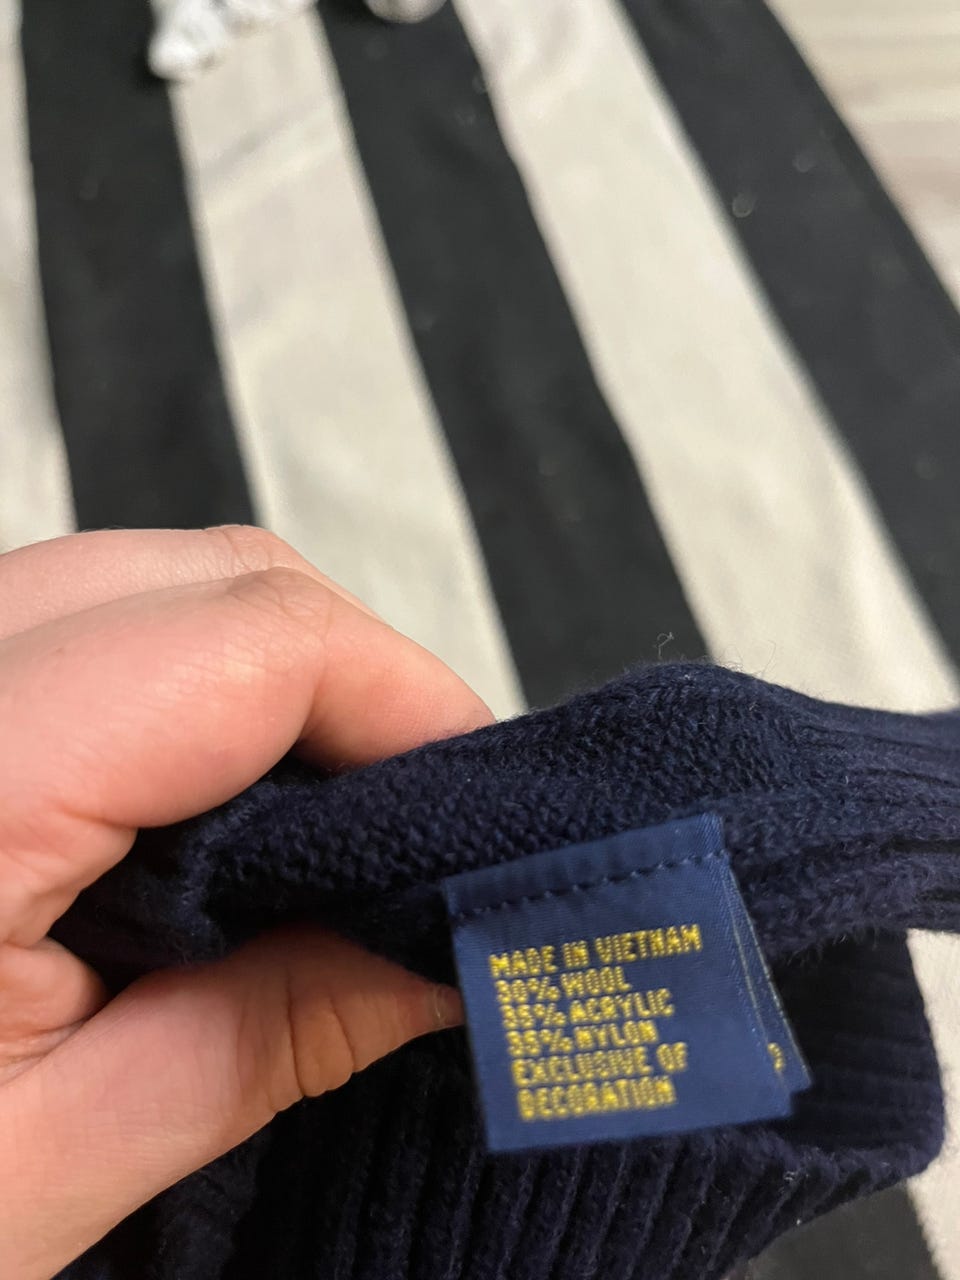 MADE IN VIETNAM
30% WOOL
35% ACRYLIC
35% NYLON
EXCLUSIVE OF
DECORATION